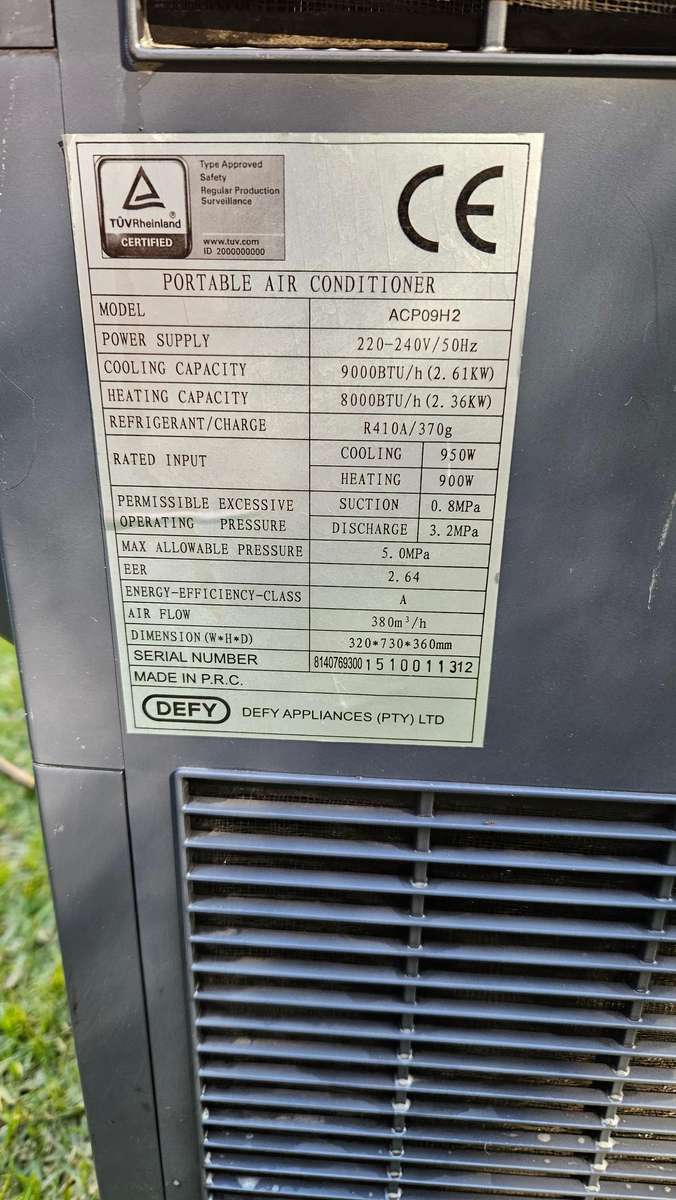 Type Approved
Safety
Regular Production
Surveillance
TÜVRheinland®
CERTIFIED
www.tuv.com
ID 2000000000
CE
PORTABLE AIR CONDITIONER
MODEL ACP09H2
POWER SUPPLY 220-240V/50Hz
COOLING CAPACITY 9000BTU/h(2.61KW)
HEATING CAPACITY 8000BTU/h(2.36KW)
REFRIGERANT/CHARGE R410A/370g
RATED INPUT COOLING 950W
HEATING 900W
PERMISSIBLE EXCESSIVE SUCTION 0.8MPa
OPERATING PRESSURE DISCHARGE 3.2MPa
MAX ALLOWABLE PRESSURE 5.0MPa
EER 2.64
ENERGY-EFFICIENCY-CLASS A
AIR FLOW 380m³/h
DIMENSION(W*H*D) 320*730*360mm
SERIAL NUMBER 8140769300 1510011312
MADE IN P.R.C.
DEFY DEFY APPLIANCES (PTY) LTD